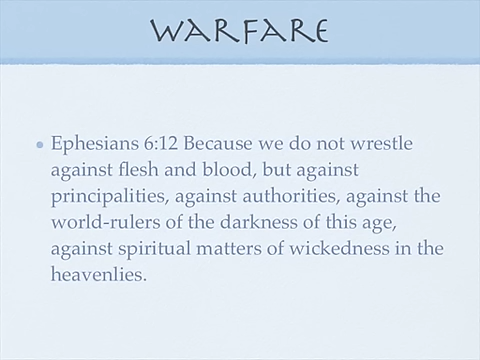 WARFARE
• Ephesians 6:12 Because we do not wrestle
against flesh and blood, but against
principalities, against authorities, against the
world-rulers of the darkness of this age,
against spiritual matters of wickedness in the
heavenlies.